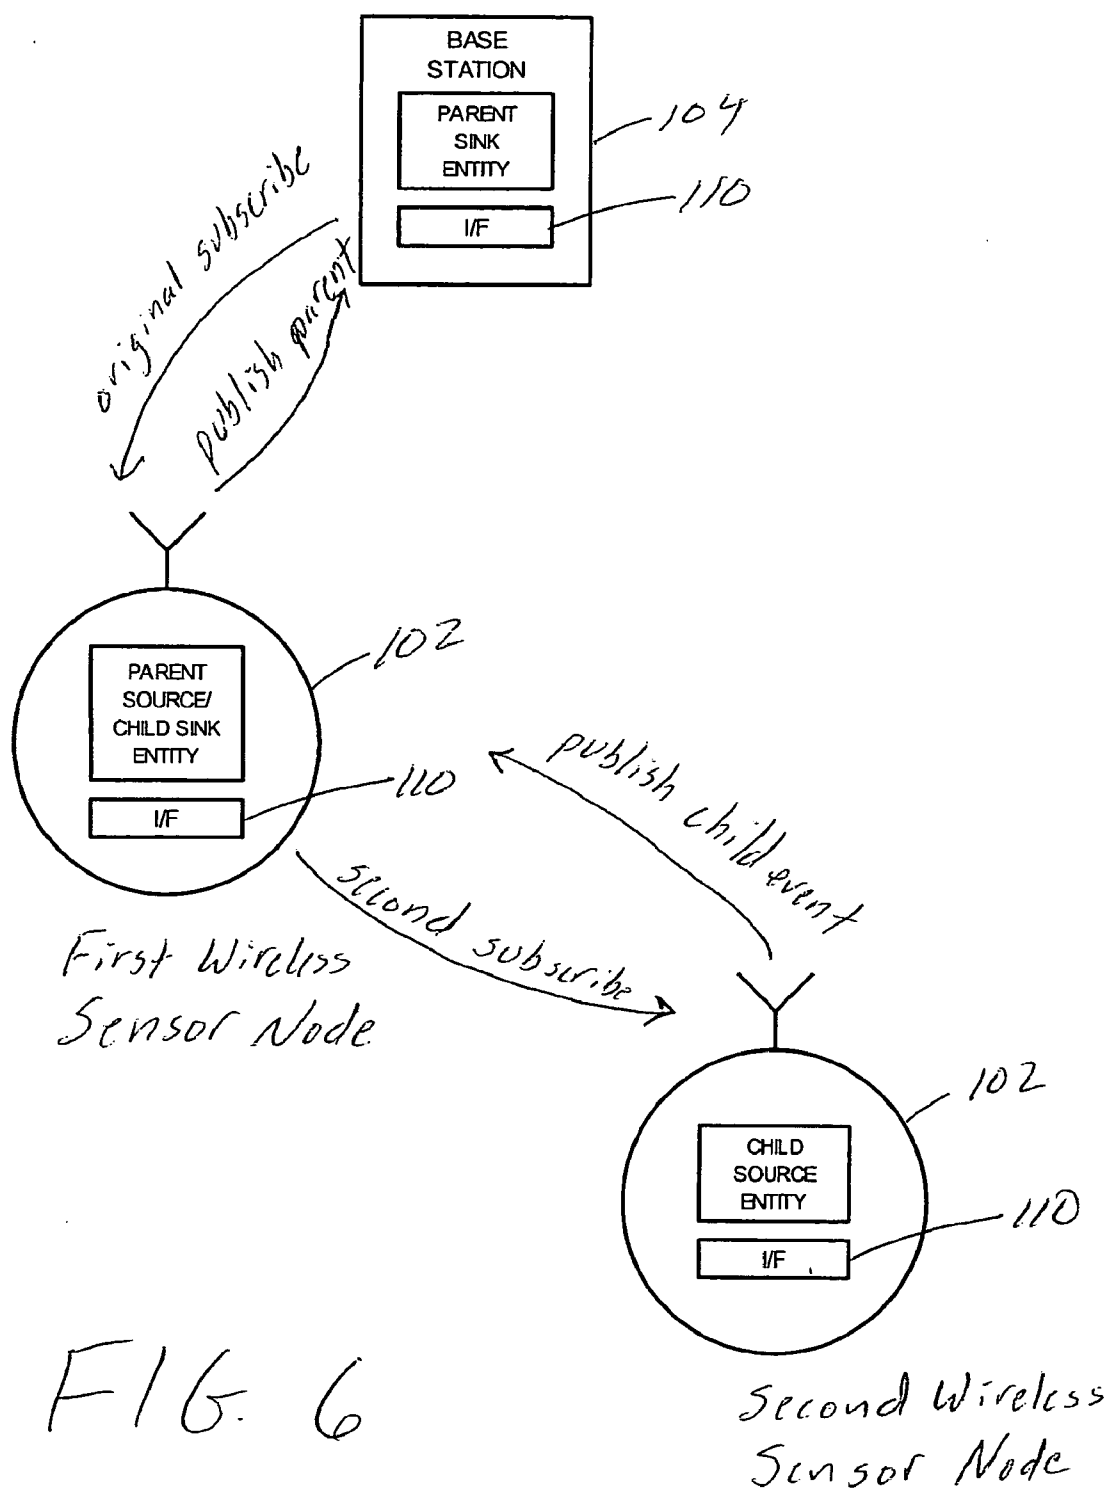 BASE
STATION
PARENT
SINK
ENTITY
I/F
104
110
original subscribe
publish parent
PARENT
SOURCE/
CHILD SINK
ENTITY
I/F
102
110
First Wireless
Sensor Node
publish child event
second subscribe
CHILD
SOURCE
ENTITY
I/F
102
110
Second Wireless
Sensor Node
FIG. 6